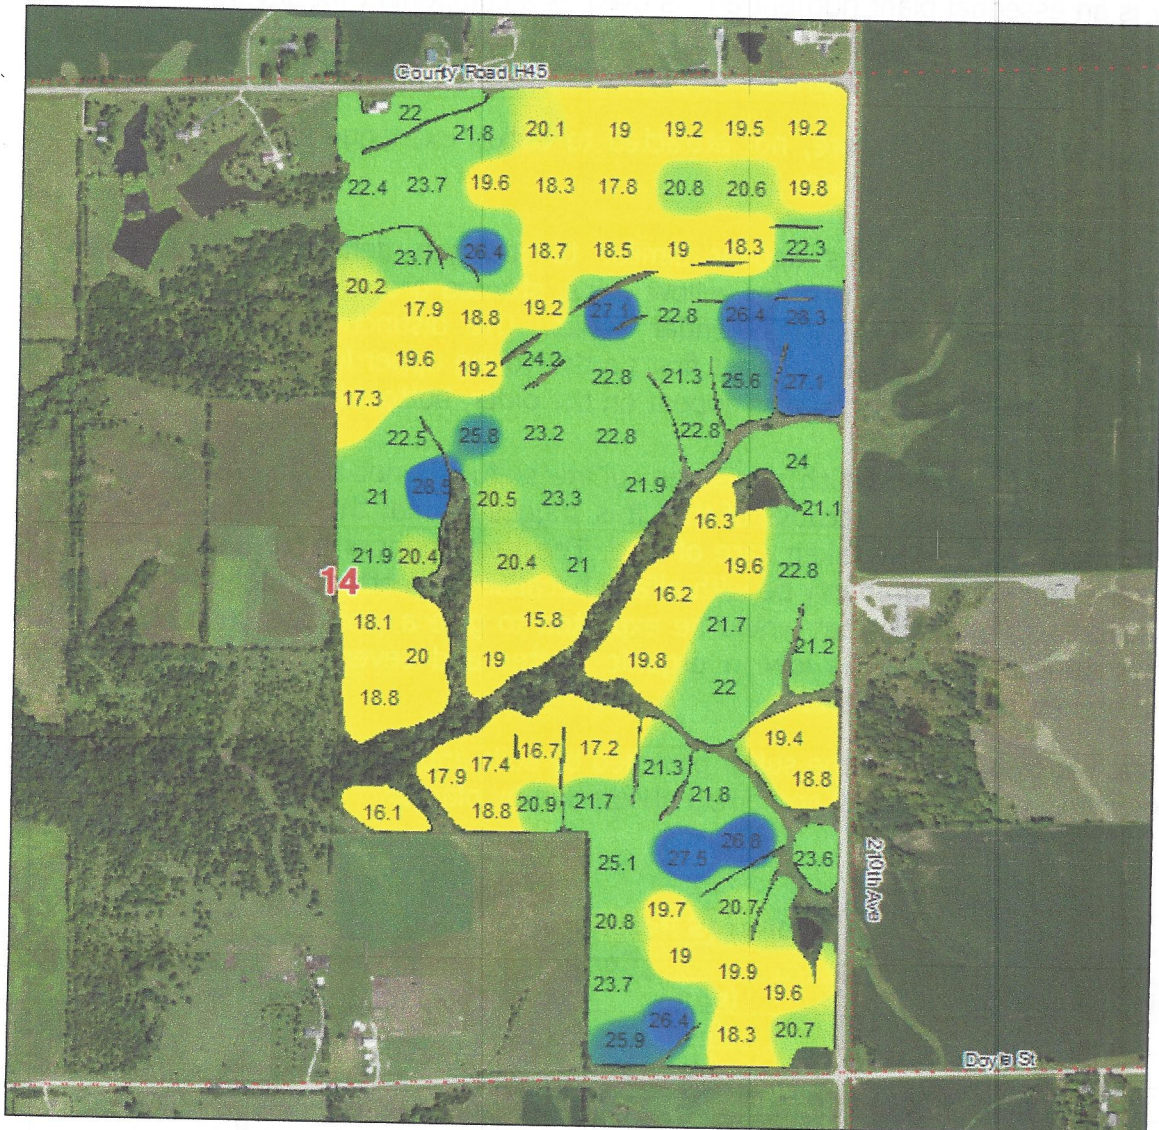 County Road H45
22
21.8 20.1 19 19.2 19.5 19.2
22.4 23.7 19.6 18.3 17.8 20.8 20.6 19.8
23.7 26.4 18.7 18.5 19 18.3 22.3
20.2
17.9 18.8 19.2 27.1 22.8 26.4 28.3
19.6 19.2 24.2 22.8 21.3 25.6 27.1
17.3
22.5 25.8 23.2 22.8 22.8
24
21 28.5 20.5 23.3 21.9
16.3 21.1
21.9 20.4 20.4 21 19.6 22.8
14
16.2
18.1 15.8 21.7
20 19 19.8 21.2
18.8 22
17.9 17.4 16.7 17.2 21.3 19.4
18.8
16.1 18.8 20.9 21.7 21.8
25.1 27.5 26.8 23.6
210th Ave
20.8 19.7 20.7
19 19.9
23.7 19.6
25.9 26.4 18.3 20.7
Doyle St